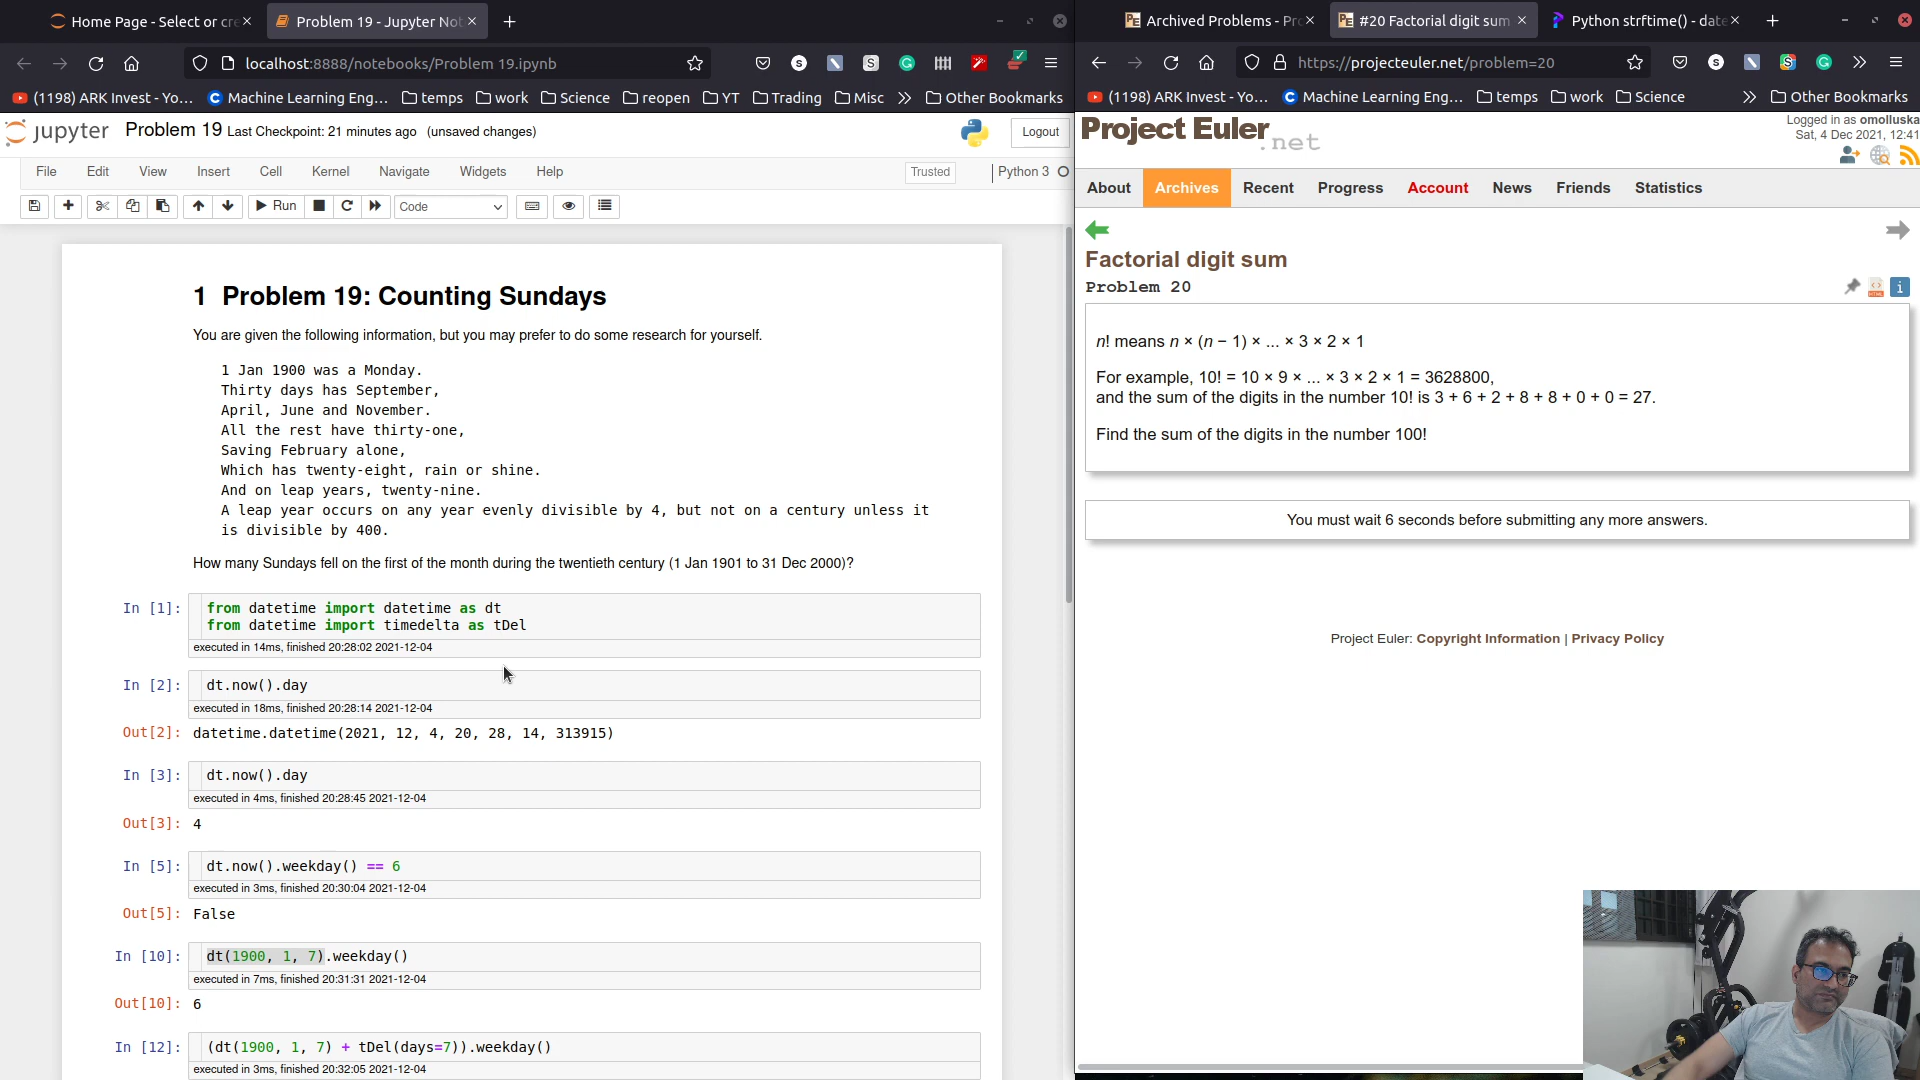 Home Page - Select or cre
Problem 19 - Jupyter Not
localhost:8888/notebooks/Problem 19.ipynb
(1198) ARK Invest - Yo...
Machine Learning Eng...
temps
work
Science
reopen
YT
Trading
Misc
Other Bookmarks
jupyter
Problem 19 Last Checkpoint: 21 minutes ago (unsaved changes)
Logout
File
Edit
View
Insert
Cell
Kernel
Navigate
Widgets
Help
Trusted
Python 3
Run
Code
1 Problem 19: Counting Sundays
You are given the following information, but you may prefer to do some research for yourself.
1 Jan 1900 was a Monday.
Thirty days has September,
April, June and November.
All the rest have thirty-one,
Saving February alone,
Which has twenty-eight, rain or shine.
And on leap years, twenty-nine.
A leap year occurs on any year evenly divisible by 4, but not on a century unless it
is divisible by 400.
How many Sundays fell on the first of the month during the twentieth century (1 Jan 1901 to 31 Dec 2000)?
In [1]: from datetime import datetime as dt
from datetime import timedelta as tDel
executed in 14ms, finished 20:28:02 2021-12-04
In [2]: dt.now().day
executed in 18ms, finished 20:28:14 2021-12-04
Out[2]: datetime.datetime(2021, 12, 4, 20, 28, 14, 313915)
In [3]: dt.now().day
executed in 4ms, finished 20:28:45 2021-12-04
Out[3]: 4
In [5]: dt.now().weekday() == 6
executed in 3ms, finished 20:30:04 2021-12-04
Out[5]: False
In [10]: dt(1900, 1, 7).weekday()
executed in 7ms, finished 20:31:31 2021-12-04
Out[10]: 6
In [12]: (dt(1900, 1, 7) + tDel(days=7)).weekday()
executed in 3ms, finished 20:32:05 2021-12-04
Archived Problems - Pro
#20 Factorial digit sum
Python strftime() - date
https://projecteuler.net/problem=20
(1198) ARK Invest - Yo...
Machine Learning Eng...
temps
work
Science
Other Bookmarks
Project Euler.net
Logged in as omolluska
Sat, 4 Dec 2021, 12:41
About
Archives
Recent
Progress
Account
News
Friends
Statistics
Factorial digit sum
Problem 20
n! means n × (n − 1) × ... × 3 × 2 × 1
For example, 10! = 10 × 9 × ... × 3 × 2 × 1 = 3628800,
and the sum of the digits in the number 10! is 3 + 6 + 2 + 8 + 8 + 0 + 0 = 27.
Find the sum of the digits in the number 100!
You must wait 6 seconds before submitting any more answers.
Project Euler: Copyright Information | Privacy Policy